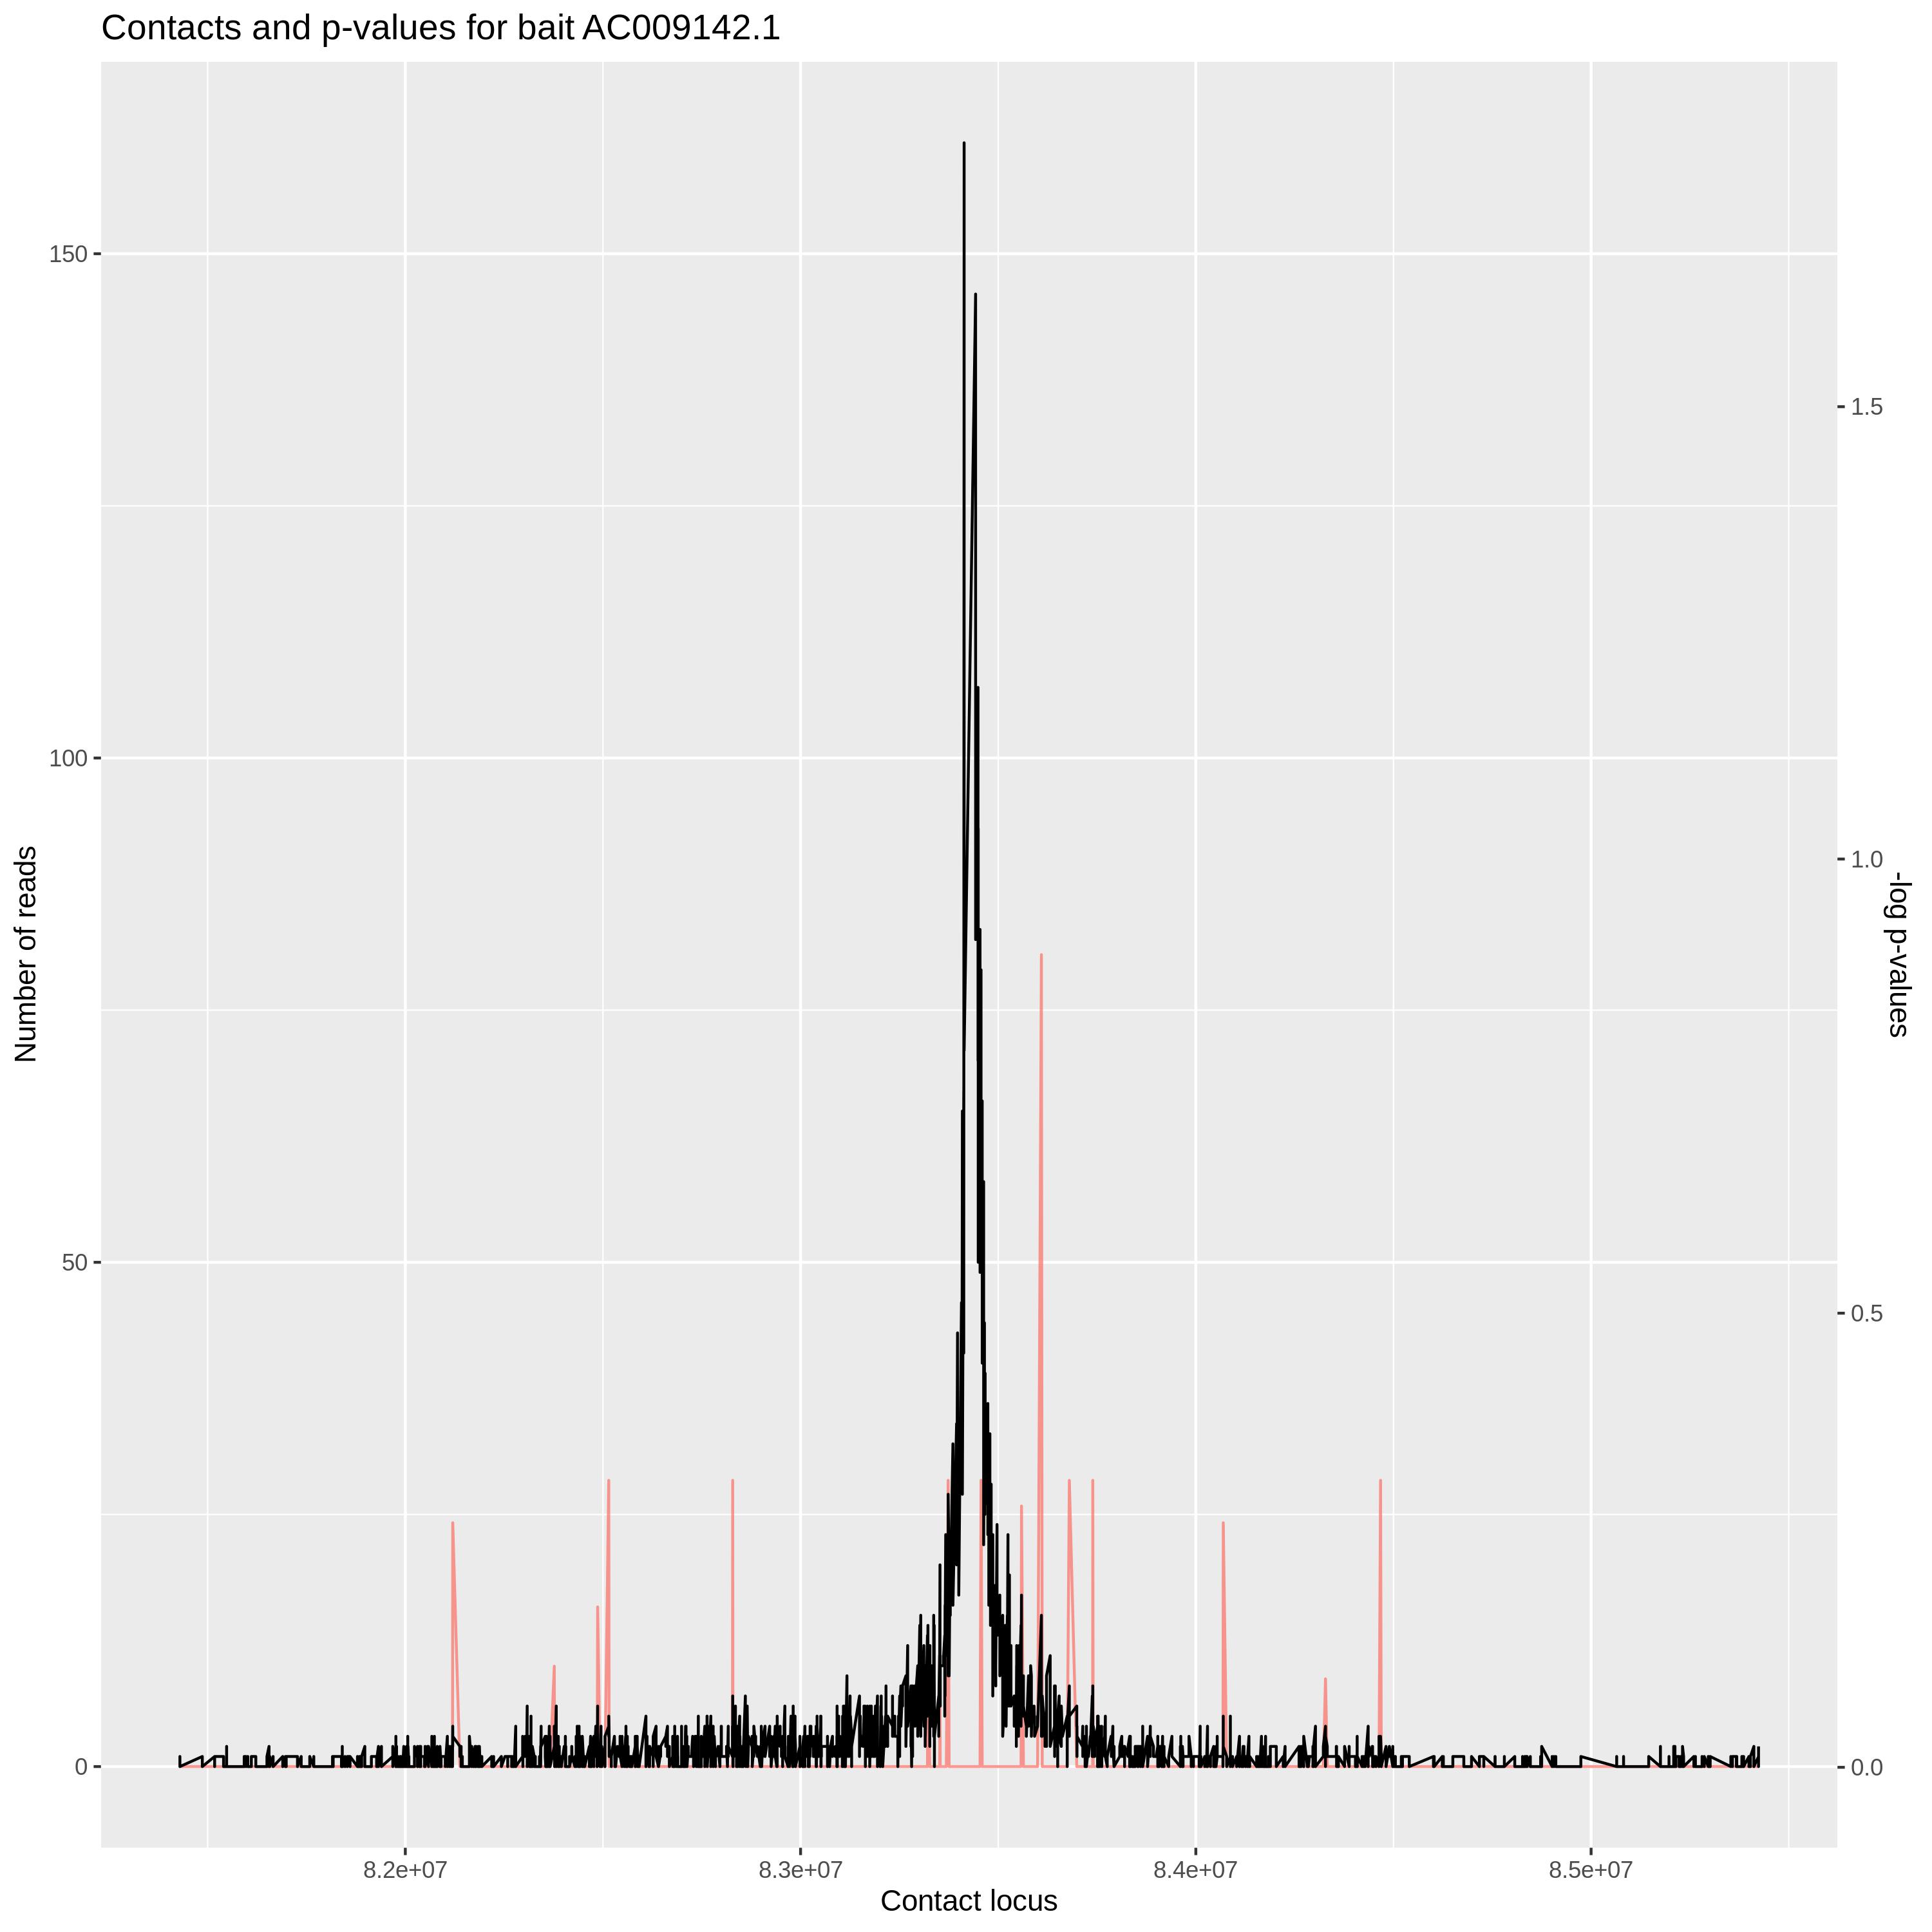 Contacts and p-values for bait AC009142.1
150
100
50
0
Number of reads
1.5
1.0
0.5
0.0
-log p-values
8.2e+07
8.3e+07
8.4e+07
8.5e+07
Contact locus